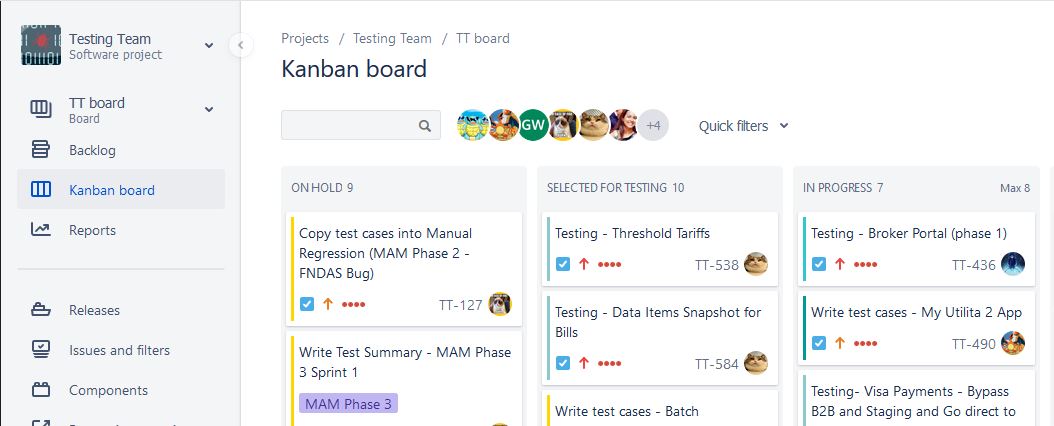 Testing Team
Software project
TT board
Board
Backlog
Kanban board
Reports
Releases
Issues and filters
Components
Projects / Testing Team / TT board
Kanban board
GW
+4
Quick filters
ON HOLD 9
Copy test cases into Manual
Regression (MAM Phase 2 -
FNDAS Bug)
TT-127
Write Test Summary - MAM Phase
3 Sprint 1
MAM Phase 3
SELECTED FOR TESTING 10
Testing - Threshold Tariffs
TT-538
Testing - Data Items Snapshot for
Bills
TT-584
Write test cases - Batch
IN PROGRESS 7 Max 8
Testing - Broker Portal (phase 1)
TT-436
Write test cases - My Utilita 2 App
TT-490
Testing- Visa Payments - Bypass
B2B and Staging and Go direct to